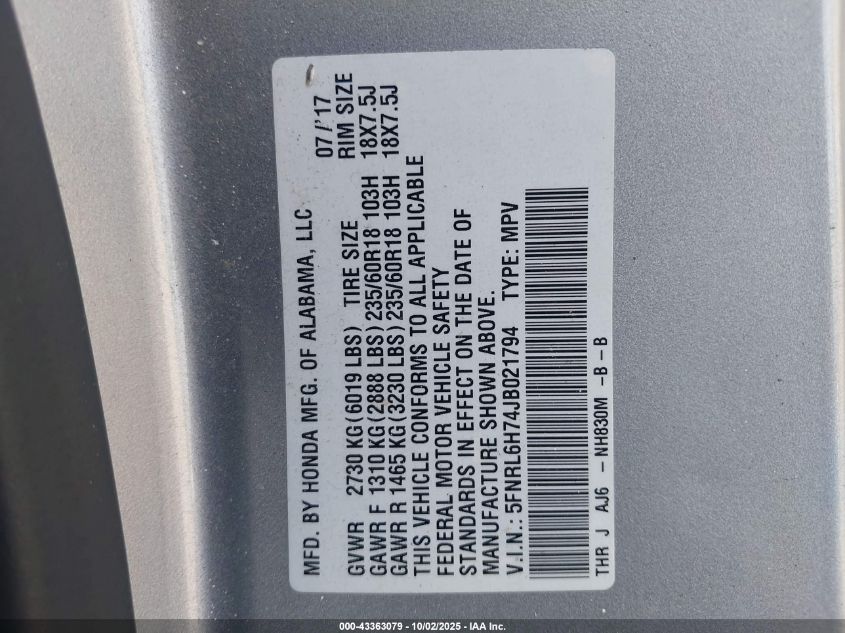 MFD. BY HONDA MFG. OF ALABAMA, LLC 07/'17
GVWR 2730 KG(6019 LBS) TIRE SIZE RIM SIZE
GAWR F 1310 KG(2888 LBS)235/60R18 103H 18X7.5J
GAWR R 1465 KG(3230 LBS)235/60R18 103H 18X7.5J
THIS VEHICLE CONFORMS TO ALL APPLICABLE
FEDERAL MOTOR VEHICLE SAFETY
STANDARDS IN EFFECT ON THE DATE OF
MANUFACTURE SHOWN ABOVE.
V.I.N.: 5FNRL6H74JB021794 TYPE: MPV
THR J AJ6 - NH830M -B-B
000-43363079 - 10/02/2025 - IAA Inc.